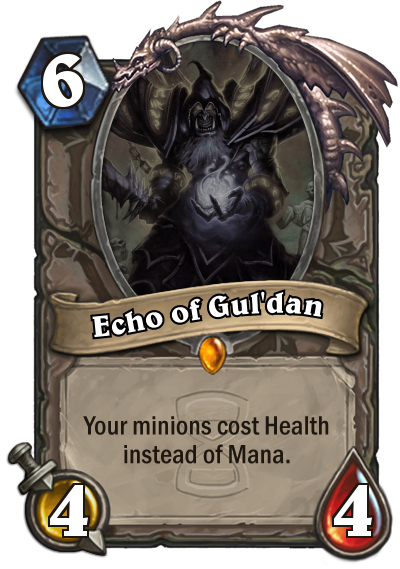 6
Echo of Gul'dan
Your minions cost Health
instead of Mana.
4
4